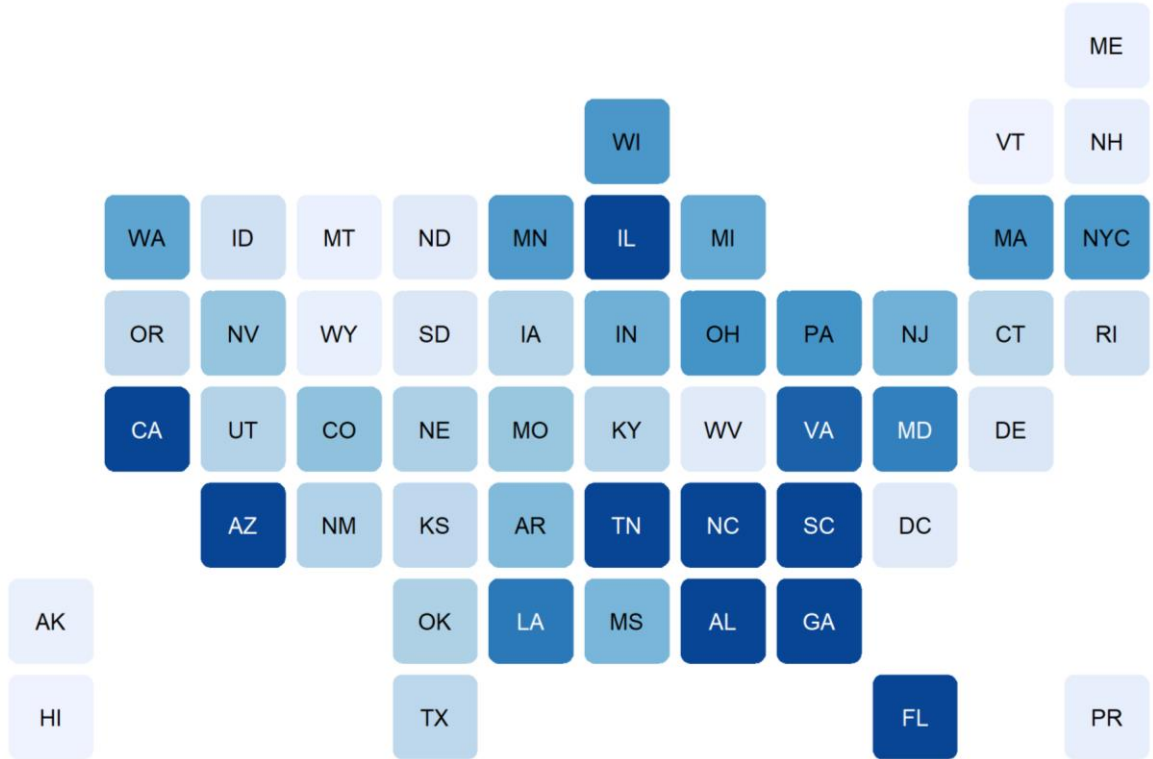 ME
WI VT NH
WA ID MT ND MN IL MI MA NYC
OR NV WY SD IA IN OH PA NJ CT RI
CA UT CO NE MO KY WV VA MD DE
AZ NM KS AR TN NC SC DC
AK OK LA MS AL GA
HI TX FL PR